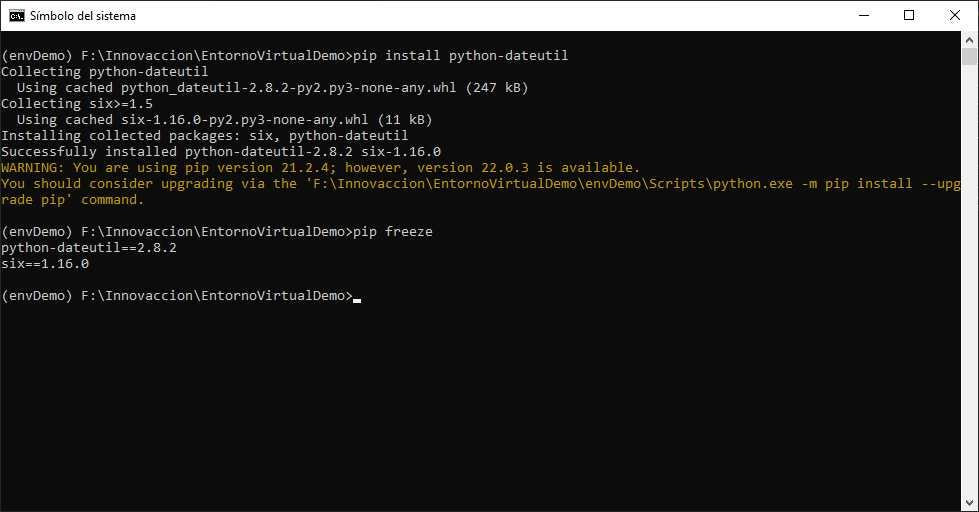 Símbolo del sistema
(envDemo) F:\Innovaccion\EntornoVirtualDemo>pip install python-dateutil
Collecting python-dateutil
  Using cached python_dateutil-2.8.2-py2.py3-none-any.whl (247 kB)
Collecting six>=1.5
  Using cached six-1.16.0-py2.py3-none-any.whl (11 kB)
Installing collected packages: six, python-dateutil
Successfully installed python-dateutil-2.8.2 six-1.16.0
WARNING: You are using pip version 21.2.4; however, version 22.0.3 is available.
You should consider upgrading via the 'F:\Innovaccion\EntornoVirtualDemo\envDemo\Scripts\python.exe -m pip install --upg
rade pip' command.
(envDemo) F:\Innovaccion\EntornoVirtualDemo>pip freeze
python-dateutil==2.8.2
six==1.16.0
(envDemo) F:\Innovaccion\EntornoVirtualDemo>